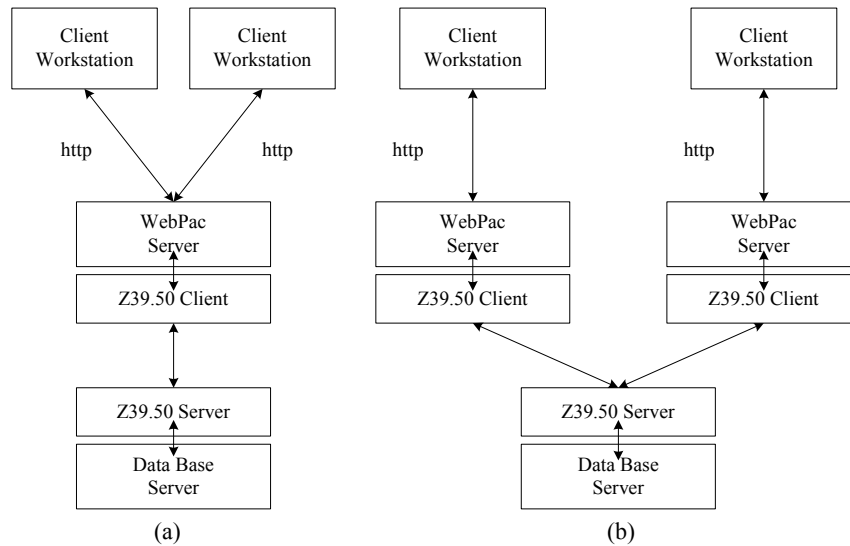 Client
Workstation
Client
Workstation
http
http
WebPac
Server
Z39.50 Client
Z39.50 Server
Data Base
Server
(a)
Client
Workstation
Client
Workstation
http
http
WebPac
Server
WebPac
Server
Z39.50 Client
Z39.50 Client
Z39.50 Server
Data Base
Server
(b)